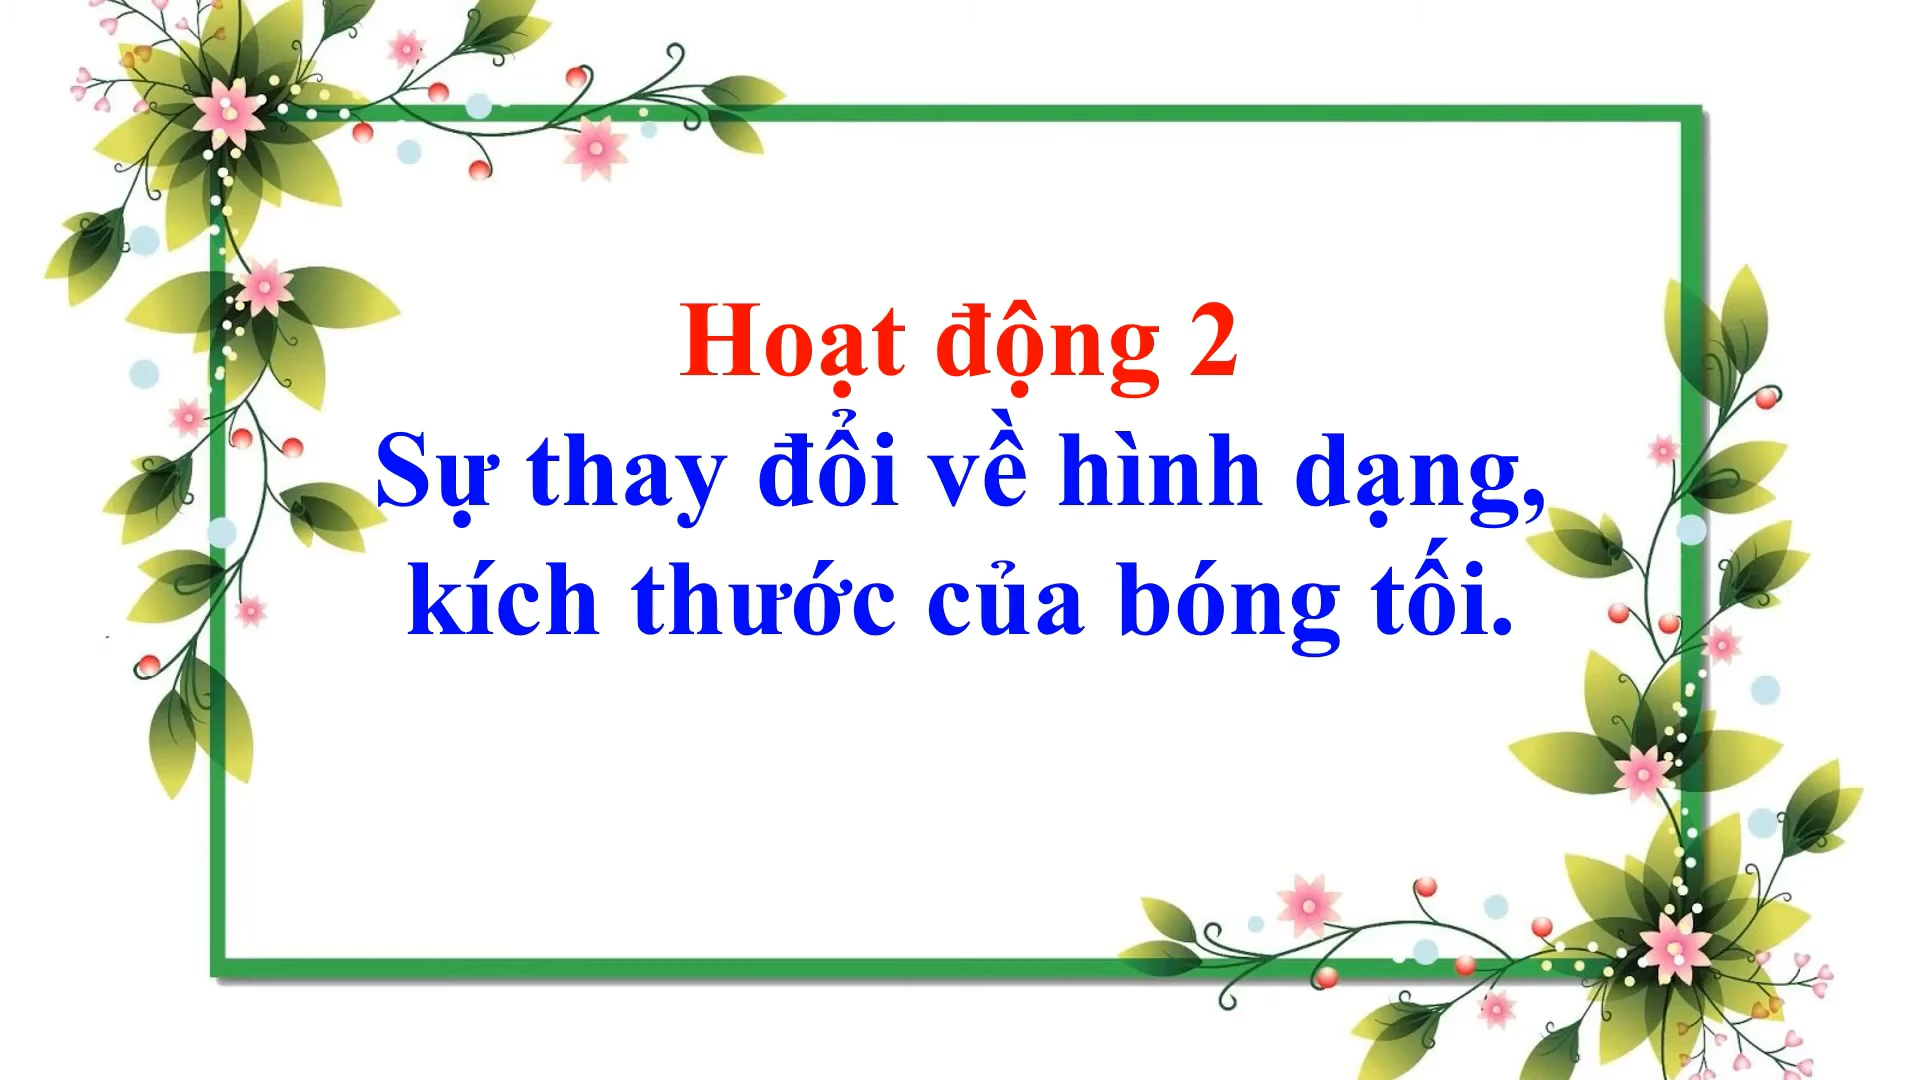 Hoạt động 2
Sự thay đổi về hình dạng,
kích thước của bóng tối.